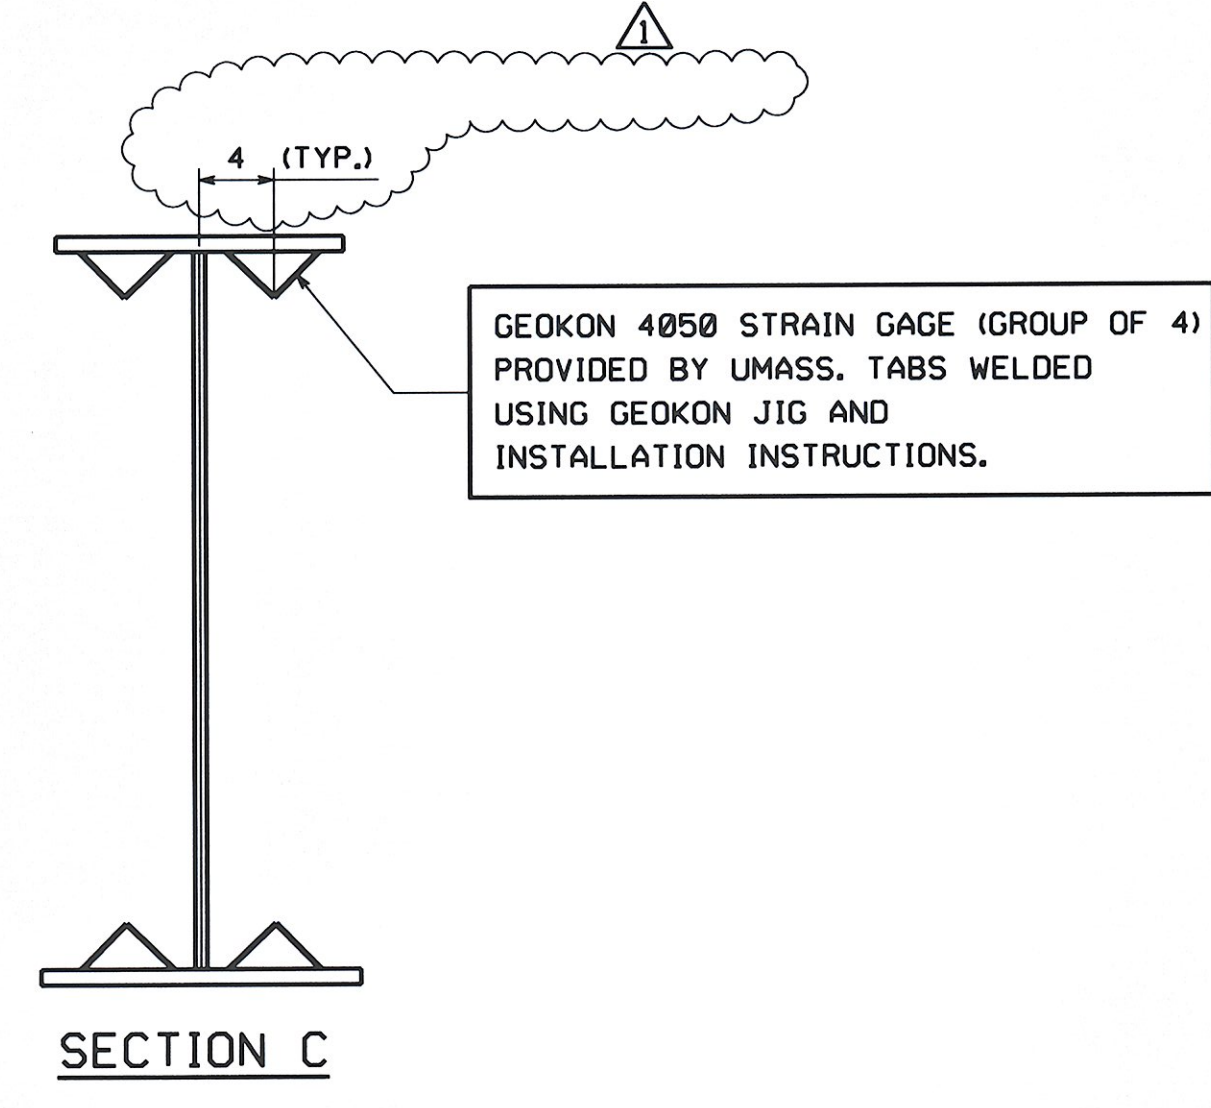 1
4 (TYP.)
GEOKON 4050 STRAIN GAGE (GROUP OF 4)
PROVIDED BY UMASS. TABS WELDED
USING GEOKON JIG AND
INSTALLATION INSTRUCTIONS.
SECTION C